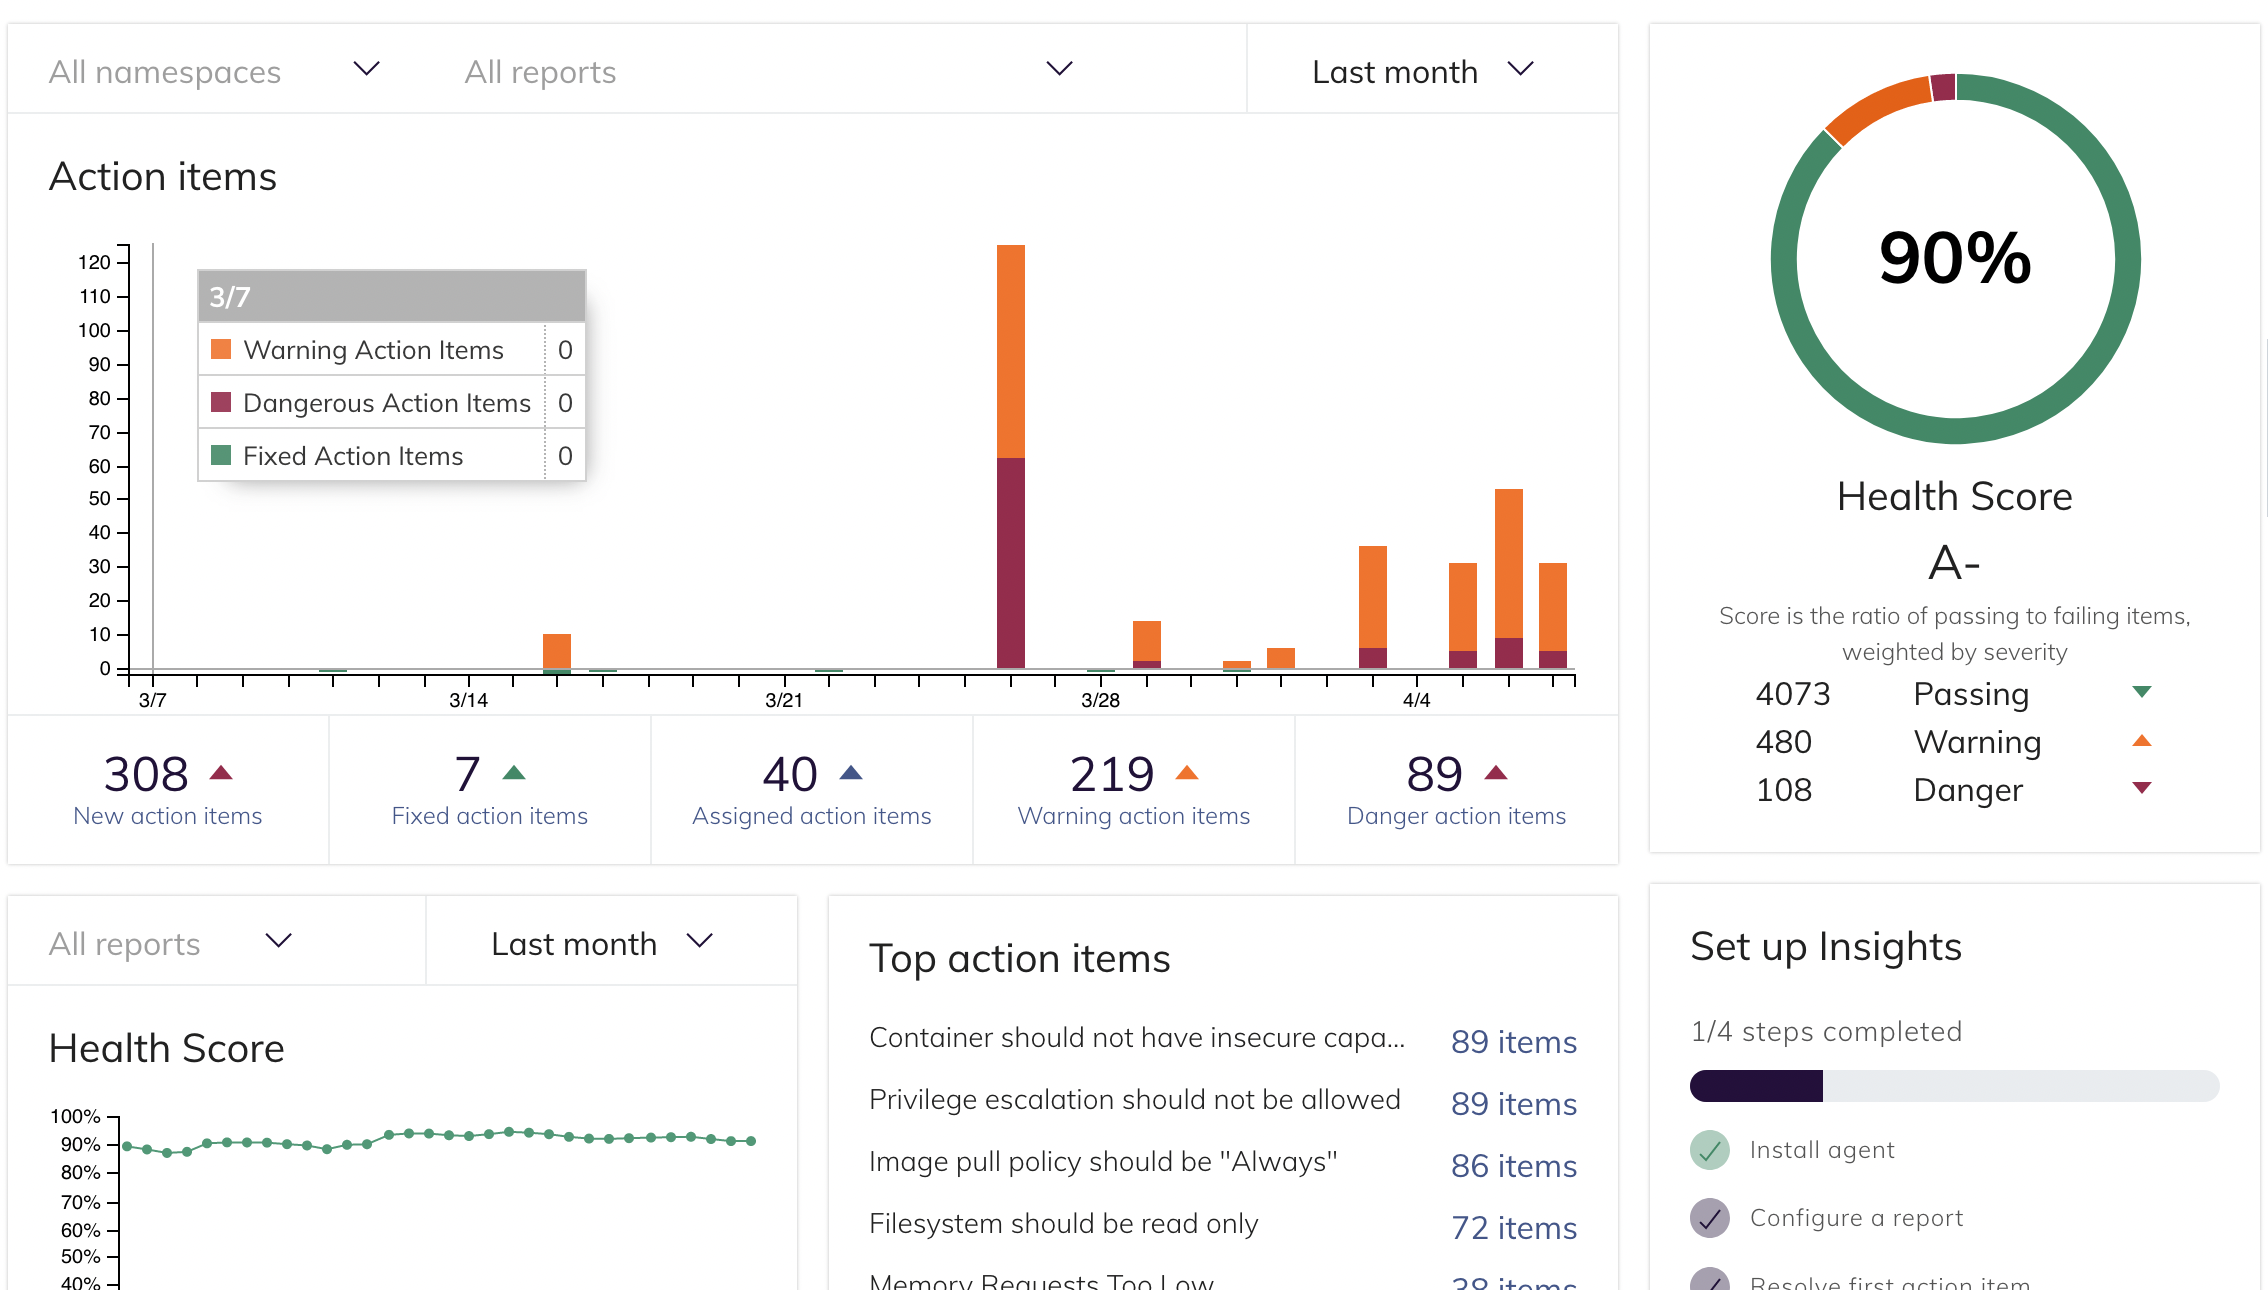 All namespaces
All reports
Last month
Action items
120
110
100
90
80
70
60
50
40
30
20
10
0
3/7
Warning Action Items 0
Dangerous Action Items 0
Fixed Action Items 0
3/7 3/14 3/21 3/28 4/4
308
New action items
7
Fixed action items
40
Assigned action items
219
Warning action items
89
Danger action items
90%
Health Score
A-
Score is the ratio of passing to failing items,
weighted by severity
4073 Passing
480 Warning
108 Danger
All reports
Last month
Health Score
100%
90%
80%
70%
60%
50%
40%
Top action items
Container should not have insecure capa... 89 items
Privilege escalation should not be allowed 89 items
Image pull policy should be "Always" 86 items
Filesystem should be read only 72 items
Memory Requests Too Low 38 items
Set up Insights
1/4 steps completed
Install agent
Configure a report
Resolve first action item